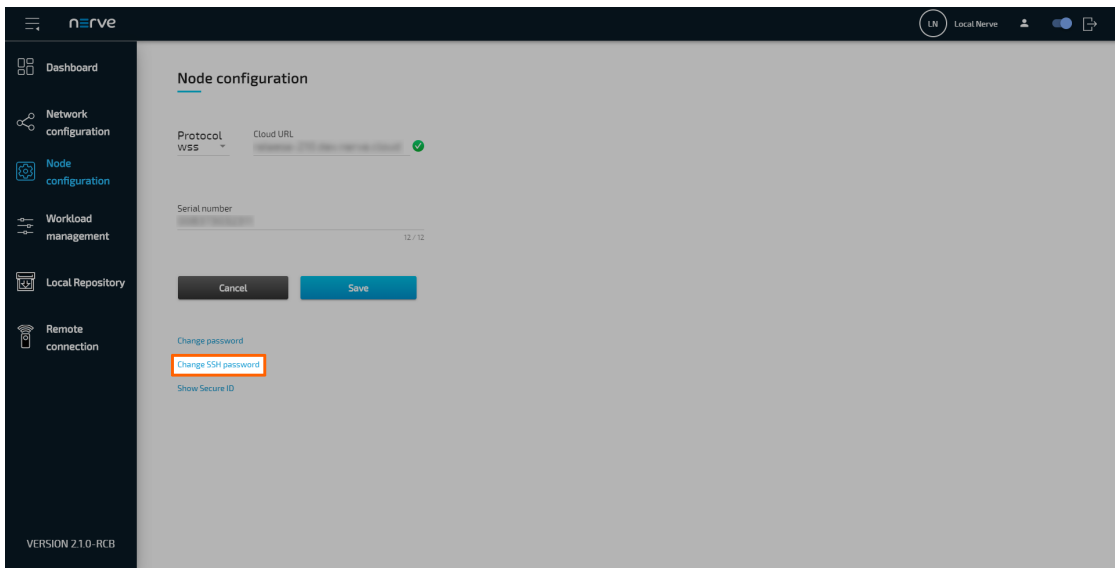 nerve
LN Local Nerve
Dashboard
Network
configuration
Node
configuration
Workload
management
Local Repository
Remote
connection
VERSION 2.1.0-RCB
Node configuration
Protocol
wss
Cloud URL
Serial number
12 / 12
Cancel Save
Change password
Change SSH password
Show Secure ID